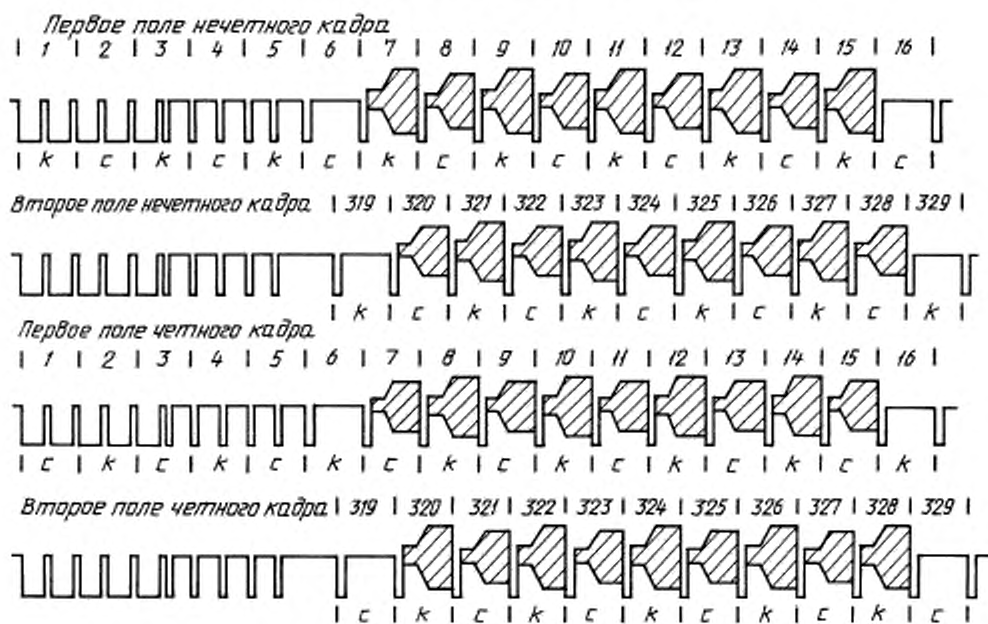 Первое поле нечетного кадра
| 1 | 2 | 3 | 4 | 5 | 6 | 7 | 8 | 9 | 10 | 11 | 12 | 13 | 14 | 15 | 16 |
| к | с | к | с | к | с | к | с | к | с | к | с | к | с | к | с |
Второе поле нечетного кадра | 319 | 320 | 321 | 322 | 323 | 324 | 325 | 326 | 327 | 328 | 329 |
| к | с | к | с | к | с | к | с | к | с | к |
Первое поле четного кадра
| 1 | 2 | 3 | 4 | 5 | 6 | 7 | 8 | 9 | 10 | 11 | 12 | 13 | 14 | 15 | 16 |
| с | к | с | к | с | к | с | к | с | к | с | к | с | к | с | к |
Второе поле четного кадра | 319 | 320 | 321 | 322 | 323 | 324 | 325 | 326 | 327 | 328 | 329 |
| с | к | с | к | с | к | с | к | с | к | с |